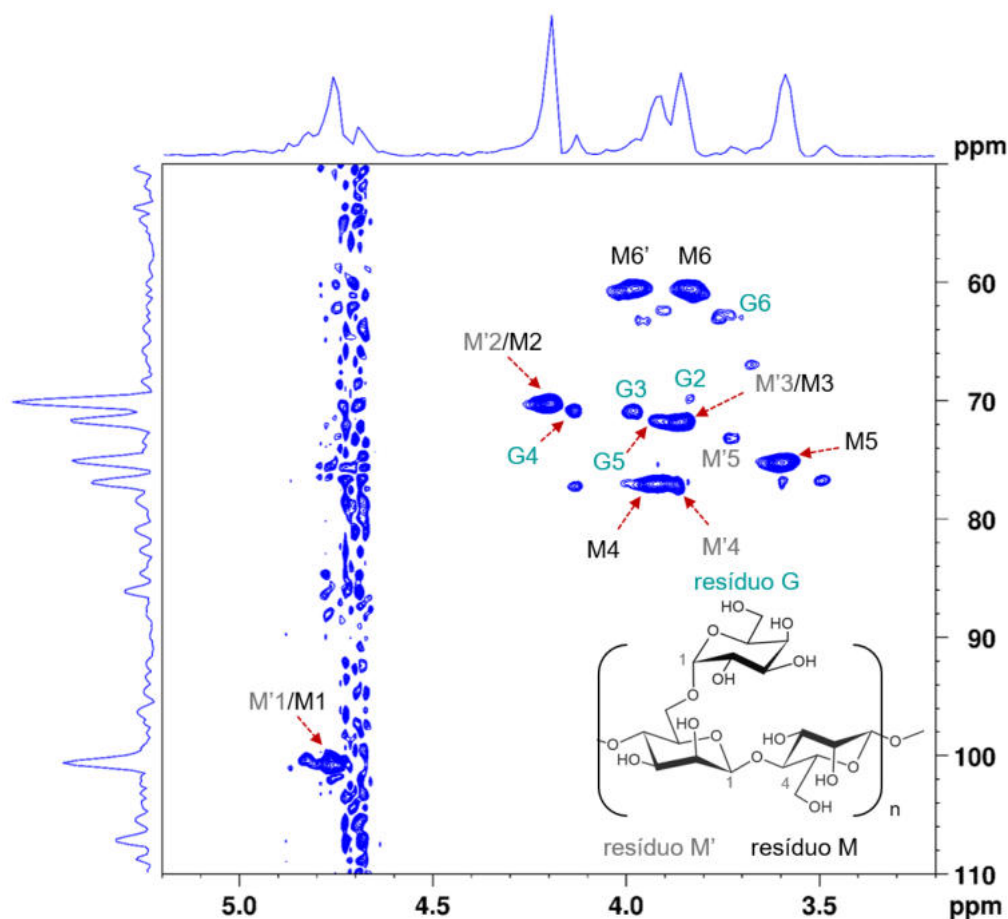 ppm
M6’ M6
60
G6
M’2/M2
G3 G2 M’3/M3
70
G4 G5 M’5 M5
80
M4 M’4
resíduo G
HO OH
O
90
1 OH OH
O
M’1/M1
HO HO
100
O O O O
HO 1 O 4 HO
OH n
resíduo M’ resíduo M
110
5.0 4.5 4.0 3.5 ppm